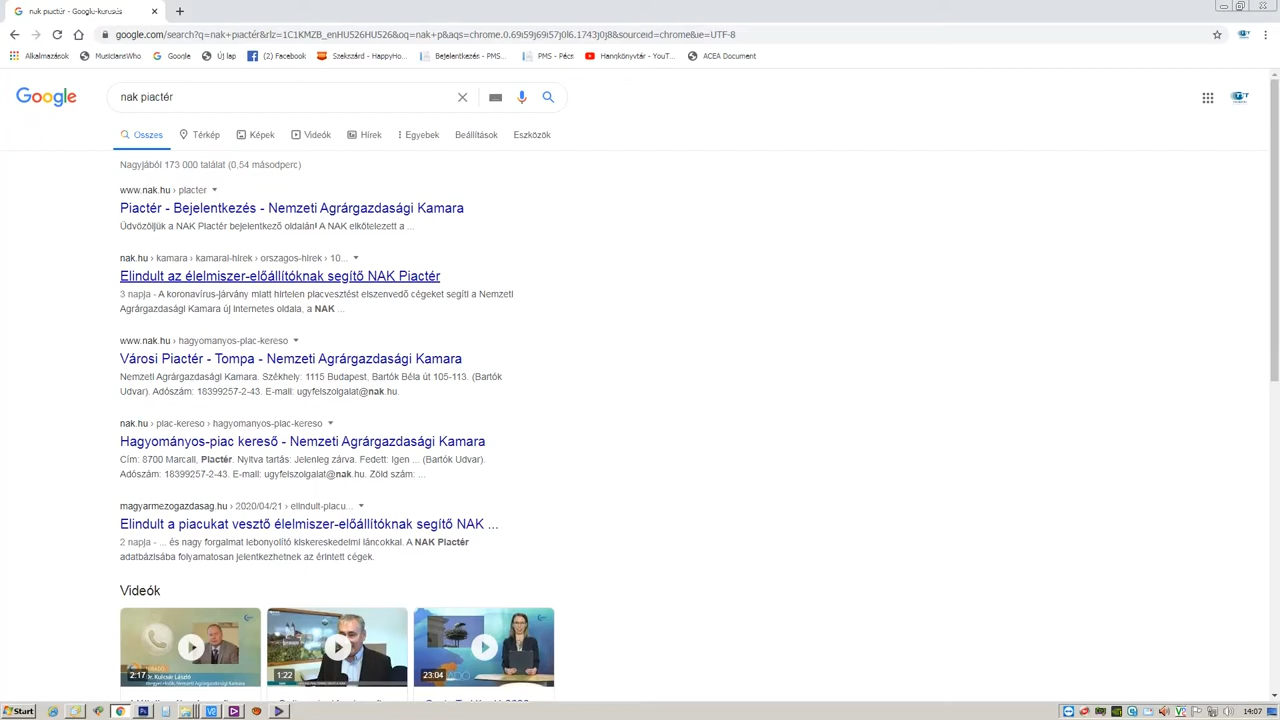 nak piactér - Google-keresés
google.com/search?q=nak+piactér&rlz=1C1KMZB_enHU526HU526&oq=nak+p&aqs=chrome.0.69i59j69i57j0l6.1743j0j8&sourceid=chrome&ie=UTF-8
Alkalmazások MusiciansWho Google Új lap (2) Facebook Szekszárd - HappyHo... Bejelentkezés - PMS... PMS - Pécs Hangkönyvtár - YouT... ACEA Document
Google nak piactér
Összes Térkép Képek Videók Hírek Egyebek Beállítások Eszközök
Nagyjából 173 000 találat (0,54 másodperc)
www.nak.hu › piacter
Piactér - Bejelentkezés - Nemzeti Agrárgazdasági Kamara
Üdvözöljük a NAK Piactér bejelentkező oldalán! A NAK elkötelezett a ...
nak.hu › kamara › kamarai-hirek › orszagos-hirek › 10...
Elindult az élelmiszer-előállítóknak segítő NAK Piactér
3 napja - A koronavírus-járvány miatt hirtelen piacvesztést elszenvedő cégeket segíti a Nemzeti
Agrárgazdasági Kamara új internetes oldala, a NAK ...
www.nak.hu › hagyomanyos-piac-kereso
Városi Piactér - Tompa - Nemzeti Agrárgazdasági Kamara
Nemzeti Agrárgazdasági Kamara. Székhely: 1115 Budapest, Bartók Béla út 105-113. (Bartók
Udvar). Adószám: 18399257-2-43. E-mail: ugyfelszolgalat@nak.hu.
nak.hu › piac-kereso › hagyomanyos-piac-kereso
Hagyományos-piac kereső - Nemzeti Agrárgazdasági Kamara
Cím: 8700 Marcali, Piactér. Nyitva tartás: Jelenleg zárva. Fedett: Igen ... (Bartók Udvar).
Adószám: 18399257-2-43. E-mail: ugyfelszolgalat@nak.hu. Zöld szám: ...
magyarmezogazdasag.hu › 2020/04/21 › elindult-piacu...
Elindult a piacukat vesztő élelmiszer-előállítóknak segítő NAK ...
2 napja - ... és nagy forgalmat lebonyolító kiskereskedelmi láncokkal. A NAK Piactér
adatbázisába folyamatosan jelentkezhetnek az érintett cégek.
Videók
2:17 1:22 23:04
Start 14:07